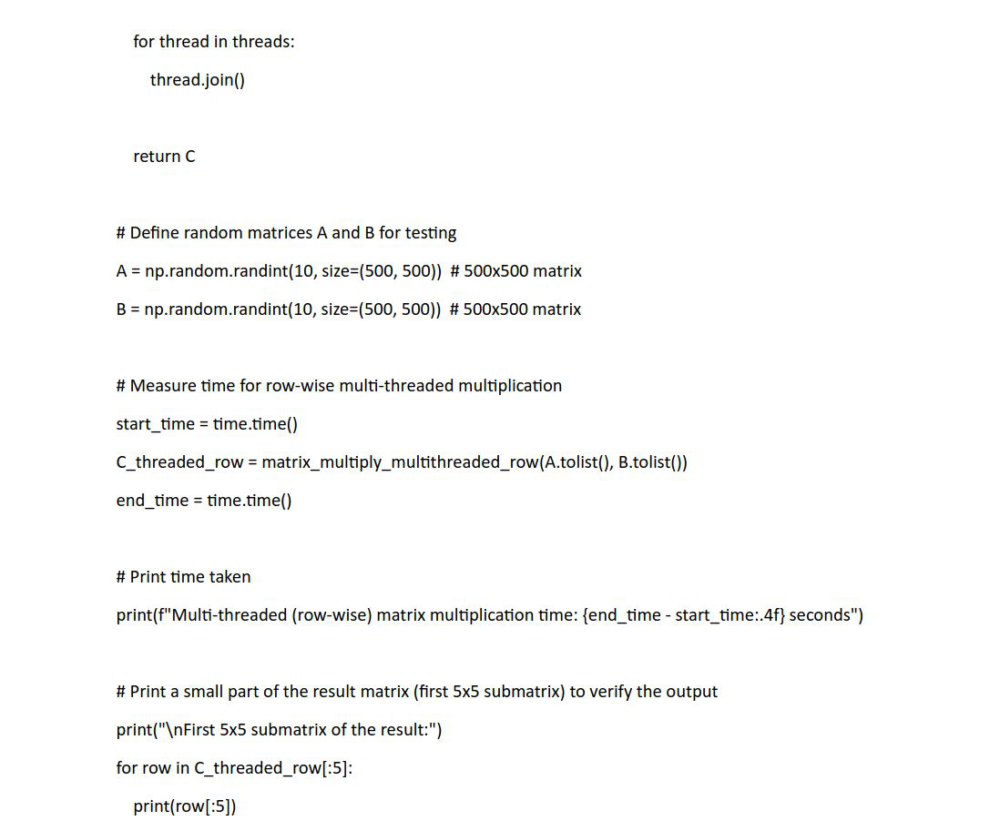 for thread in threads:
thread.join()
return C
# Define random matrices A and B for testing
A = np.random.randint(10, size=(500, 500))  # 500x500 matrix
B = np.random.randint(10, size=(500, 500))  # 500x500 matrix
# Measure time for row-wise multi-threaded multiplication
start_time = time.time()
C_threaded_row = matrix_multiply_multithreaded_row(A.tolist(), B.tolist())
end_time = time.time()
# Print time taken
print(f"Multi-threaded (row-wise) matrix multiplication time: {end_time - start_time:.4f} seconds")
# Print a small part of the result matrix (first 5x5 submatrix) to verify the output
print("\nFirst 5x5 submatrix of the result:")
for row in C_threaded_row[:5]:
print(row[:5])